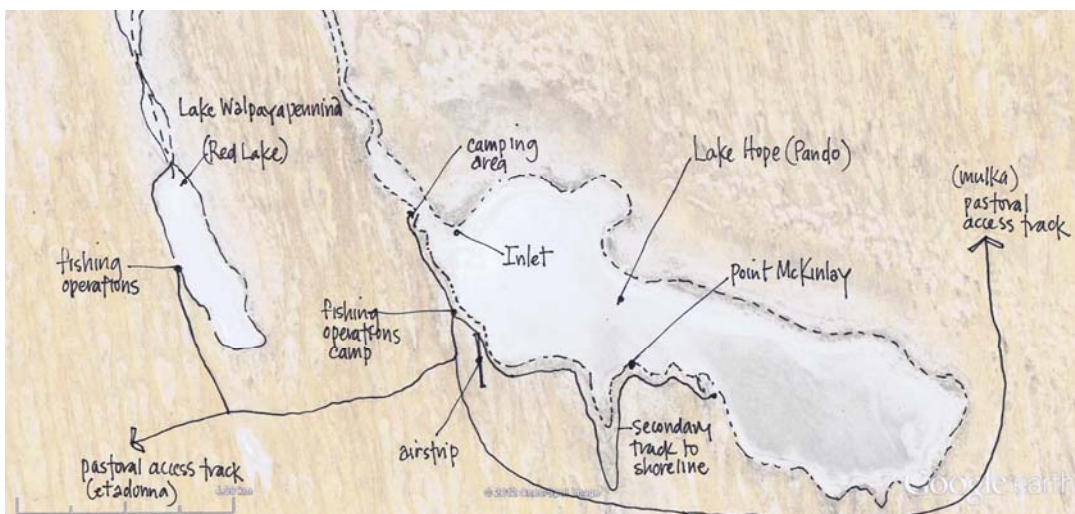 Lake Walpayapennina
(Red Lake)
camping
area
Lake Hope (Pando)
(mulka)
pastoral
access track
Inlet
fishing
operations
Point McKinlay
fishing
operations
camp
airstrip
secondary
track to
shoreline
pastoral access track
(etadonna)
Google earth